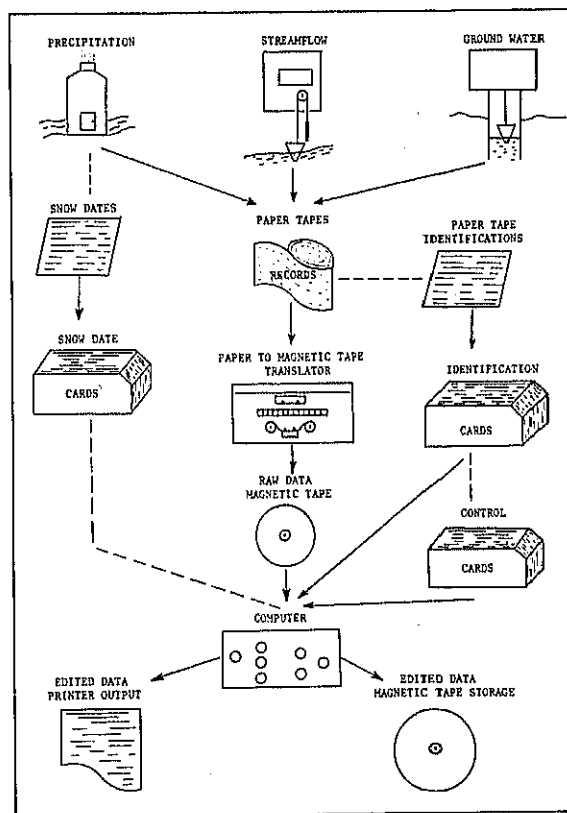 PRECIPITATION
STREAMFLOW
GROUND WATER
SNOW DATES
PAPER TAPES
PAPER TAPE
IDENTIFICATIONS
RECORDS
SNOW DATE
CARDS
PAPER TO MAGNETIC TAPE
TRANSLATOR
IDENTIFICATION
CARDS
RAW DATA
MAGNETIC TAPE
CONTROL
CARDS
COMPUTER
EDITED DATA
PRINTER OUTPUT
EDITED DATA
MAGNETIC TAPE STORAGE